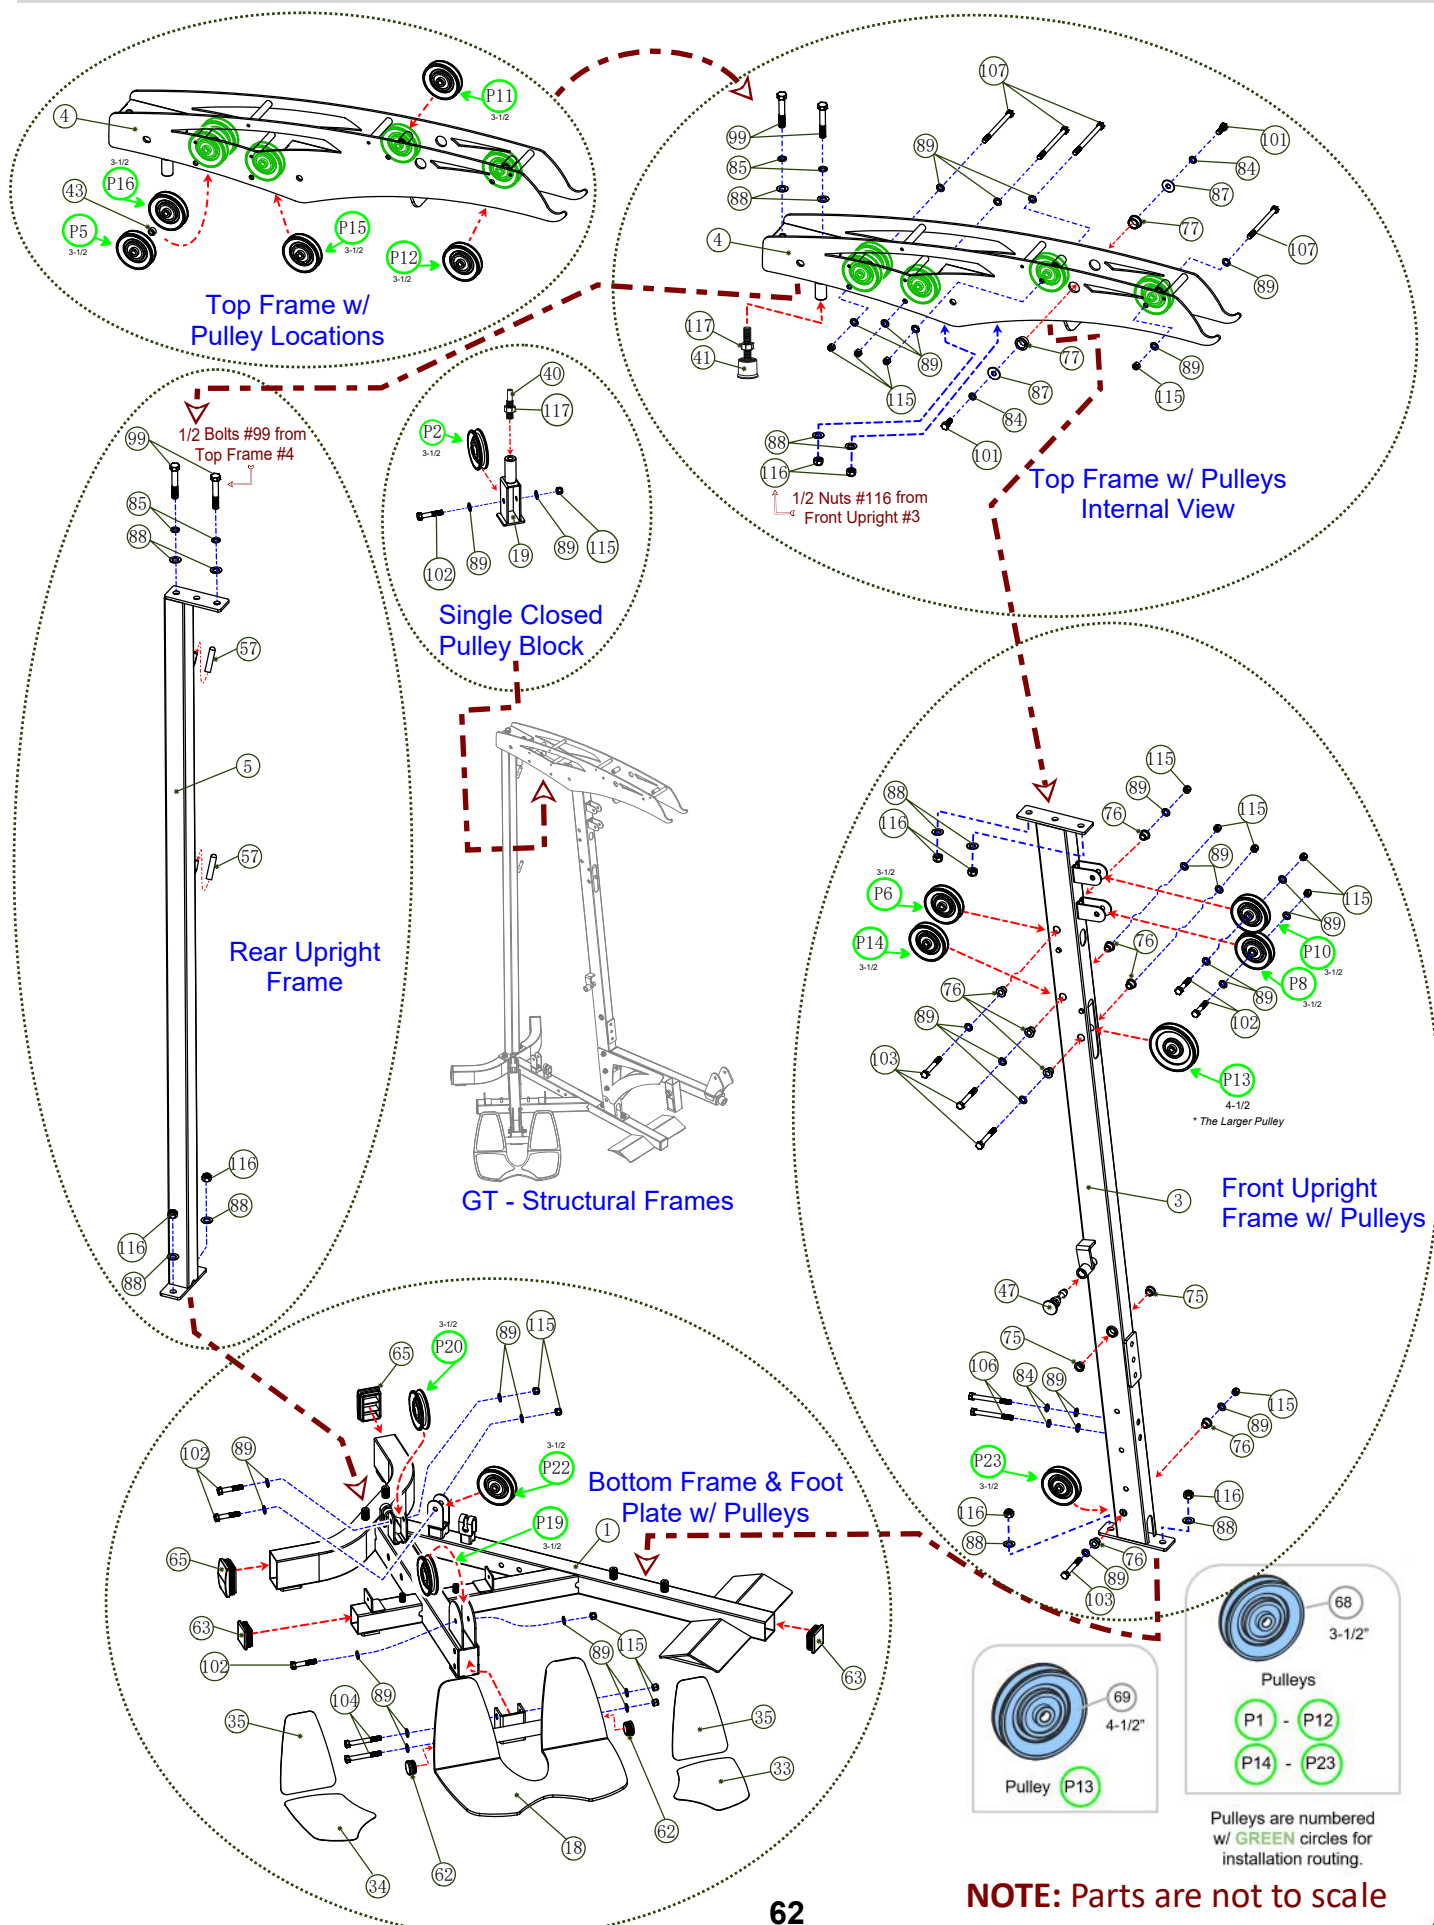 P11
3-1/2
4
3-1/2
P16
43
P5
3-1/2
P15
3-1/2
P12
3-1/2
Top Frame w/
Pulley Locations
107
99
101
89
85
84
88
87
4
77
107
89
117
41
77
89
87
89
115
84
115
88
101
116
1/2 Nuts #116 from
Front Upright #3
Top Frame w/ Pulleys
Internal View
99
1/2 Bolts #99 from
Top Frame #4
85
88
57
5
57
Rear Upright
Frame
116
88
116
88
40
117
P2
3-1/2
102
89
19
89
115
Single Closed
Pulley Block
GT - Structural Frames
115
88
89
116
76
115
89
3-1/2
P6
115
P14
3-1/2
76
89
P10
3-1/2
P8
3-1/2
76
89
102
89
103
P13
4-1/2
* The Larger Pulley
3
Front Upright
Frame w/ Pulleys
47
75
75
106
84
89
115
89
76
P23
3-1/2
116
116
88
88
76
89
103
3-1/2
P20
65
89
115
102
89
3-1/2
P22
Bottom Frame & Foot
Plate w/ Pulleys
P19
3-1/2
1
65
63
102
89
115
89
63
104
89
35
35
33
62
18
62
34
68
3-1/2"
Pulleys
P1 - P12
P14 - P23
69
4-1/2"
Pulley P13
Pulleys are numbered
w/ GREEN circles for
installation routing.
NOTE: Parts are not to scale
62